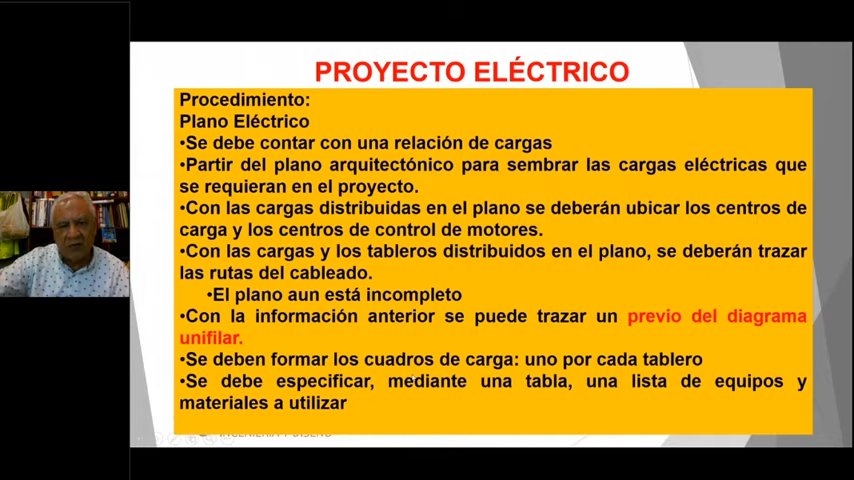 PROYECTO ELÉCTRICO
Procedimiento:
Plano Eléctrico
•Se debe contar con una relación de cargas
•Partir del plano arquitectónico para sembrar las cargas eléctricas que
se requieran en el proyecto.
•Con las cargas distribuidas en el plano se deberán ubicar los centros de
carga y los centros de control de motores.
•Con las cargas y los tableros distribuidos en el plano, se deberán trazar
las rutas del cableado.
•El plano aun está incompleto
•Con la información anterior se puede trazar un previo del diagrama
unifilar.
•Se deben formar los cuadros de carga: uno por cada tablero
•Se debe especificar, mediante una tabla, una lista de equipos y
materiales a utilizar